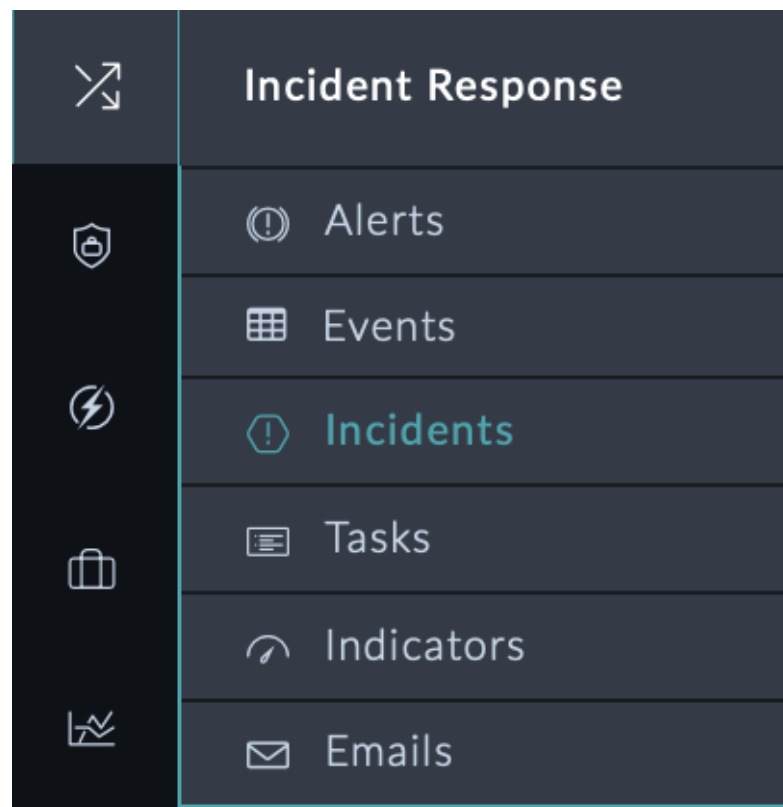 Incident Response
Alerts
Events
Incidents
Tasks
Indicators
Emails